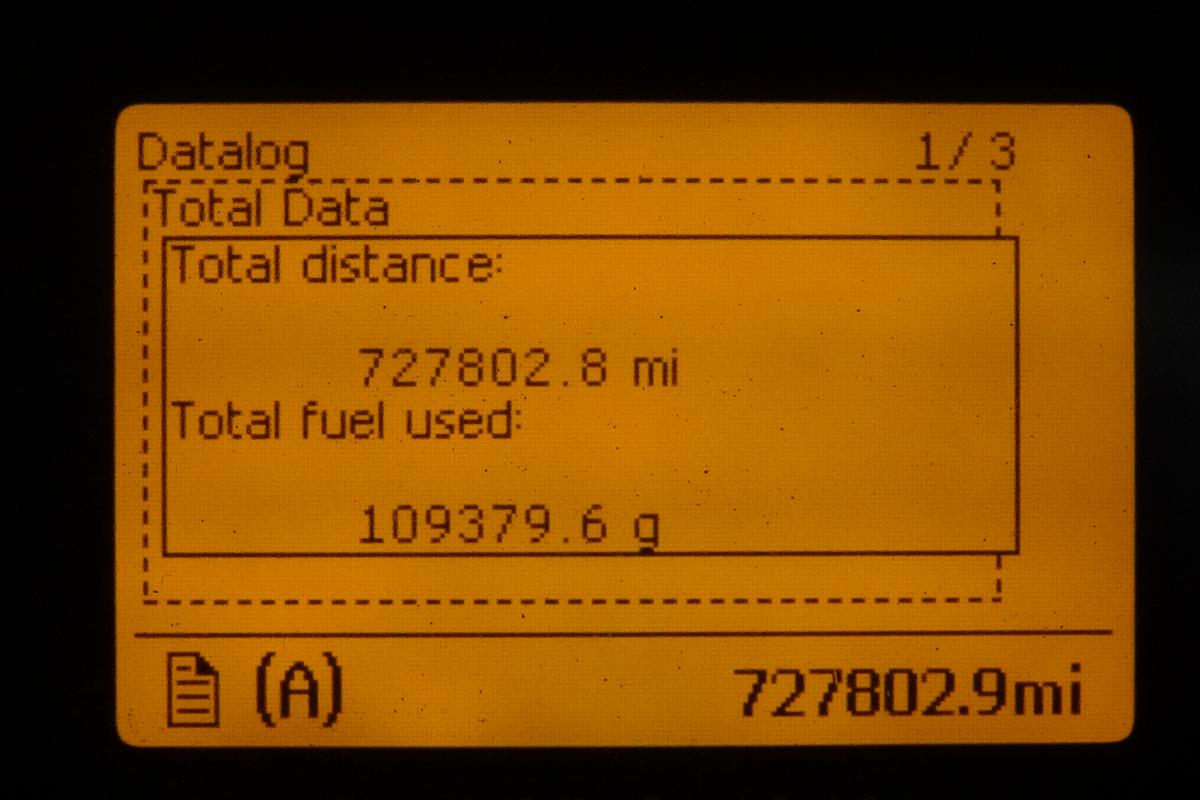 Datalog 1/3
Total Data
Total distance:
727802.8 mi
Total fuel used:
109379.6 g
(A) 727802.9mi